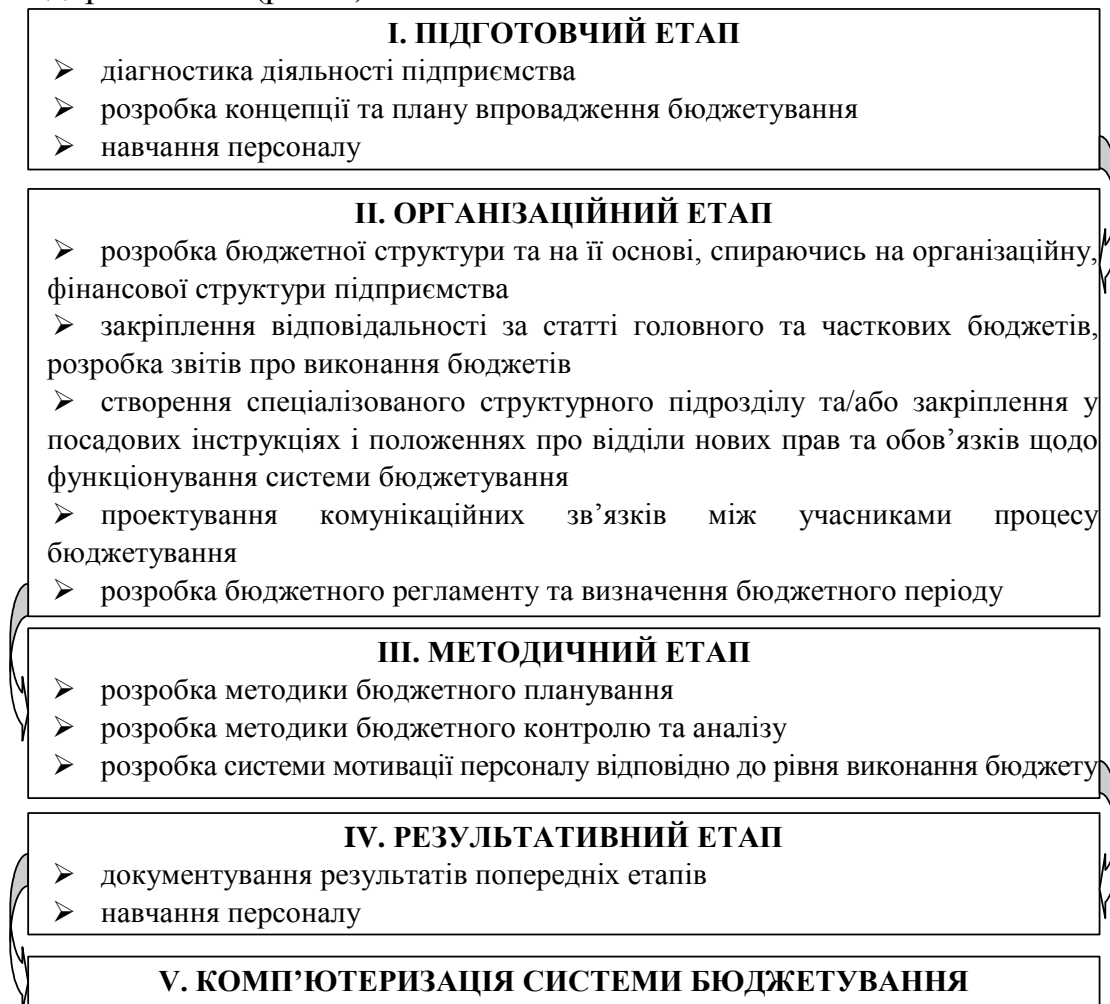 І. ПІДГОТОВЧИЙ ЕТАП
➢ діагностика діяльності підприємства
➢ розробка концепції та плану впровадження бюджетування
➢ навчання персоналу
ІІ. ОРГАНІЗАЦІЙНИЙ ЕТАП
➢ розробка бюджетної структури та на її основі, спираючись на організаційну,
фінансової структури підприємства
➢ закріплення відповідальності за статті головного та часткових бюджетів,
розробка звітів про виконання бюджетів
➢ створення спеціалізованого структурного підрозділу та/або закріплення у
посадових інструкціях і положеннях про відділи нових прав та обов’язків щодо
функціонування системи бюджетування
➢ проектування комунікаційних зв’язків між учасниками процесу
бюджетування
➢ розробка бюджетного регламенту та визначення бюджетного періоду
ІІІ. МЕТОДИЧНИЙ ЕТАП
➢ розробка методики бюджетного планування
➢ розробка методики бюджетного контролю та аналізу
➢ розробка системи мотивації персоналу відповідно до рівня виконання бюджету
ІV. РЕЗУЛЬТАТИВНИЙ ЕТАП
➢ документування результатів попередніх етапів
➢ навчання персоналу
V. КОМП’ЮТЕРИЗАЦІЯ СИСТЕМИ БЮДЖЕТУВАННЯ